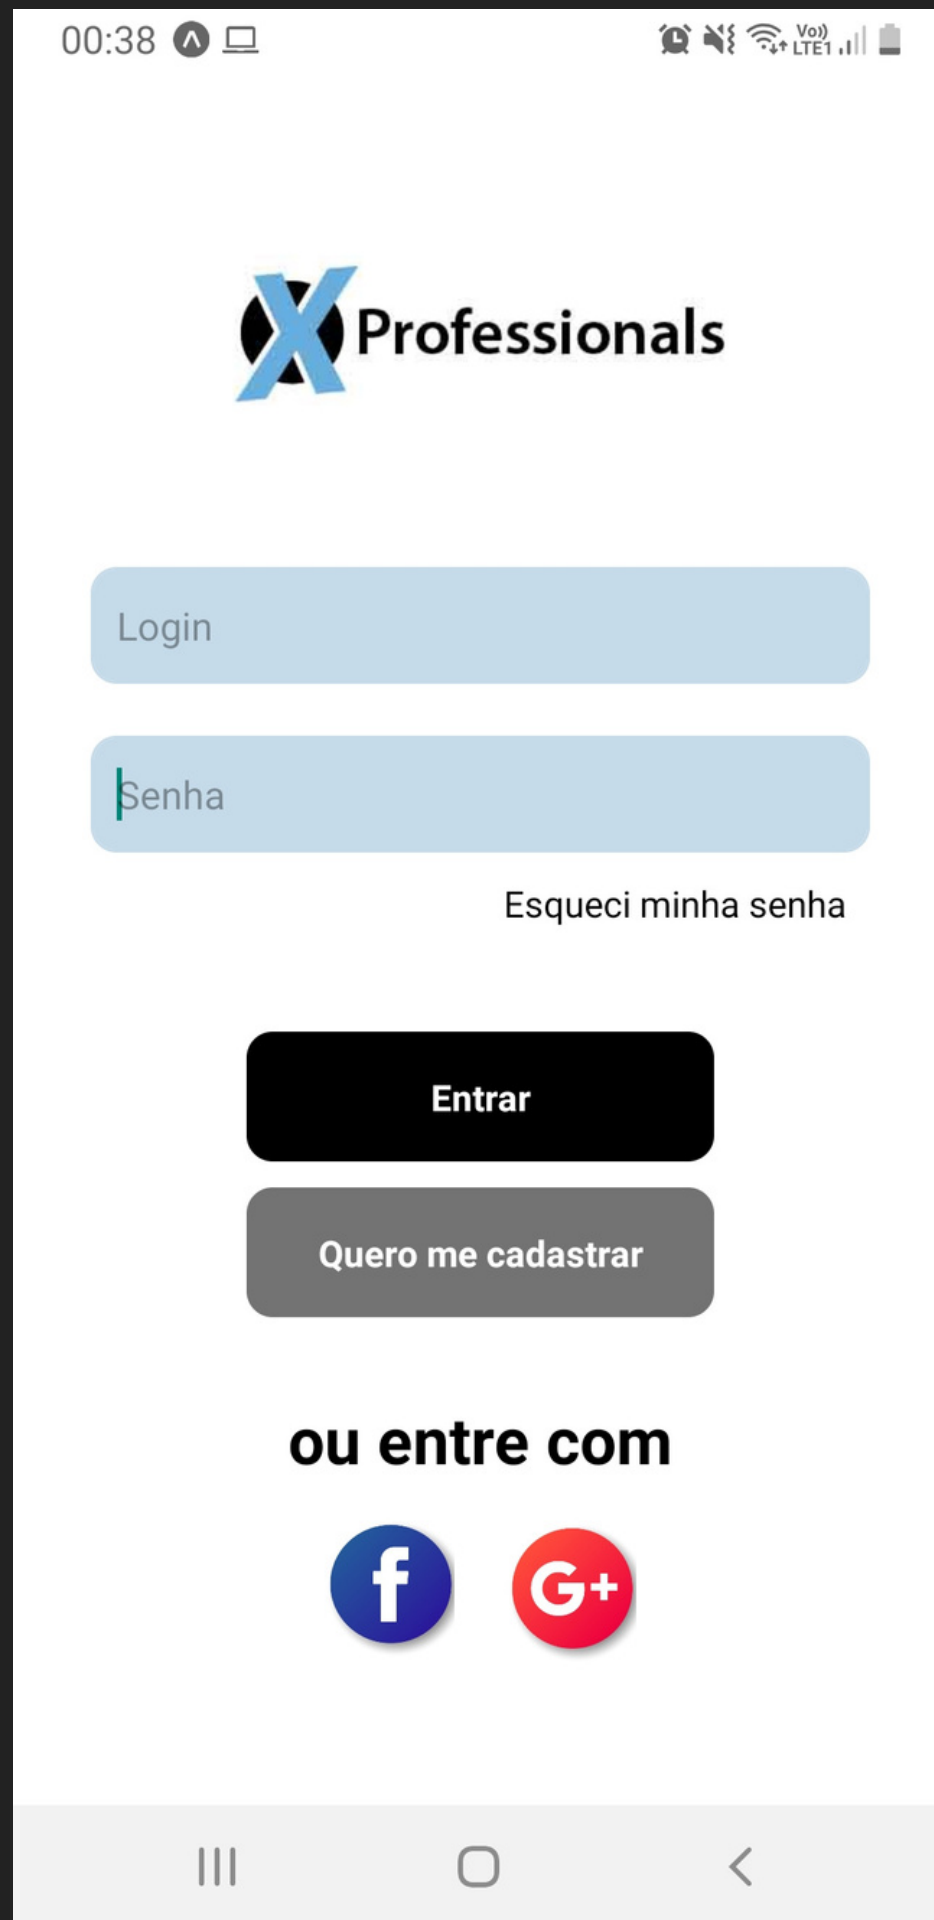 00:38
Vo)) LTE1
X Professionals
Login
Senha
Esqueci minha senha
Entrar
Quero me cadastrar
ou entre com
f G+